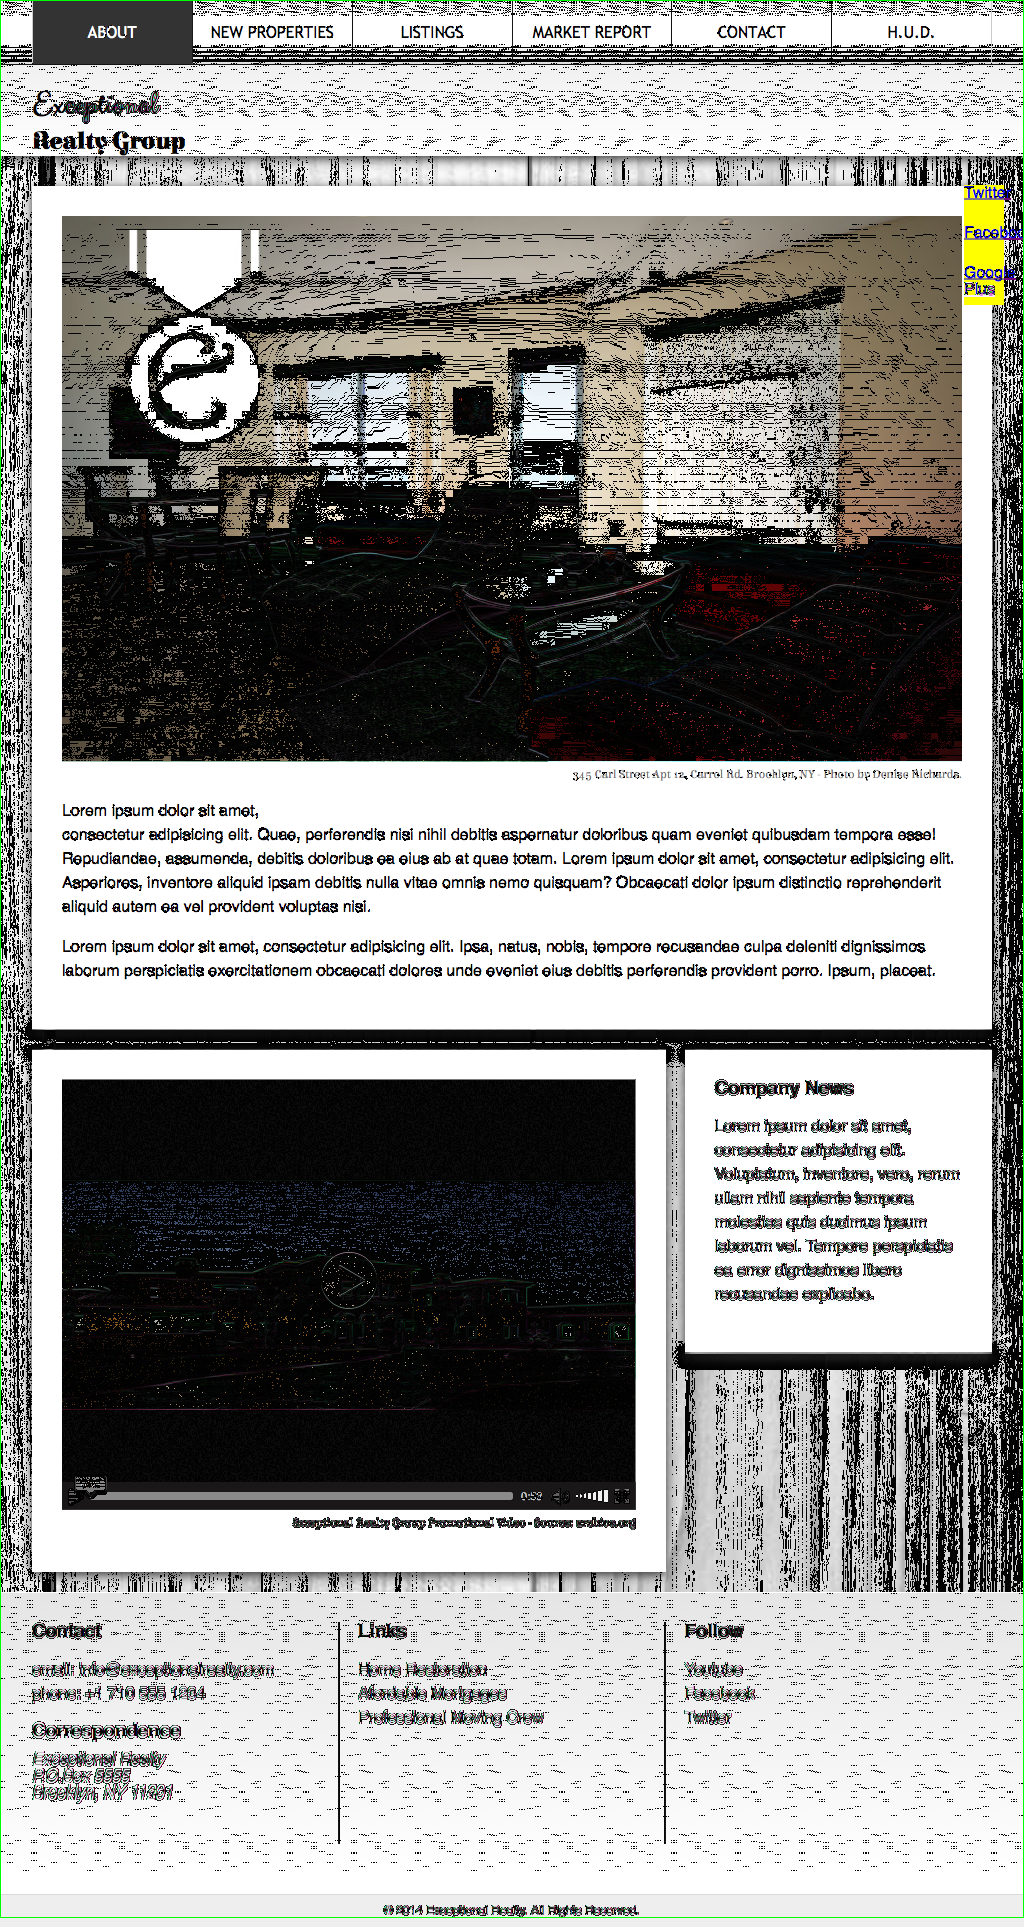 ABOUT
NEW PROPERTIES
LISTINGS
MARKET REPORT
CONTACT
H.U.D.
Exceptional
Realty Group
Twitter
Google
Plus
345 Carl Street Apt 12, Carrol Rd. Brooklyn, NY - Photo by Denise Richards.
Lorem ipsum dolor sit amet,
consectetur adipisicing elit. Quae, perferendis nisi nihil debitis aspernatur doloribus quam eveniet quibusdam tempora esse!
Repudiandae, assumenda, debitis doloribus ea eius ab at quae totam. Lorem ipsum dolor sit amet, consectetur adipisicing elit.
Asperiores, inventore aliquid ipsam debitis nulla vitae omnis nemo quisquam? Obcaecati dolor ipsum distinctio reprehenderit
aliquid autem ea vel provident voluptas nisi.
Lorem ipsum dolor sit amet, consectetur adipisicing elit. Ipsa, natus, nobis, tempore recusandae culpa deleniti dignissimos
laborum perspiciatis exercitationem obcaecati dolores unde eveniet eius debitis perferendis provident porro. Ipsum, placeat.
Company News
Lorem ipsum dolor sit amet,
consectetur adipisicing elit.
Voluptatum, inventore, vero, rerum
ullam nihil sapiente tempora
molestias quis ducimus ipsum
laborum vel. Tempore perspiciatis
ea error dignissimos libero
recusandae explicabo.
Exceptional Realty Group Promotional Video - Source: archive.org
Contact
email: info@exceptionalrealty.com
phone: +1 710 555 1234
Correspondence
Exceptional Realty
P.O.Box 5555
Brooklyn, NY 11231
Links
Home Restoration
Affordable Mortgages
Professional Moving Crew
Follow
Youtube
Facebook
Twitter
© 2014 Exceptional Realty. All Rights Reserved.